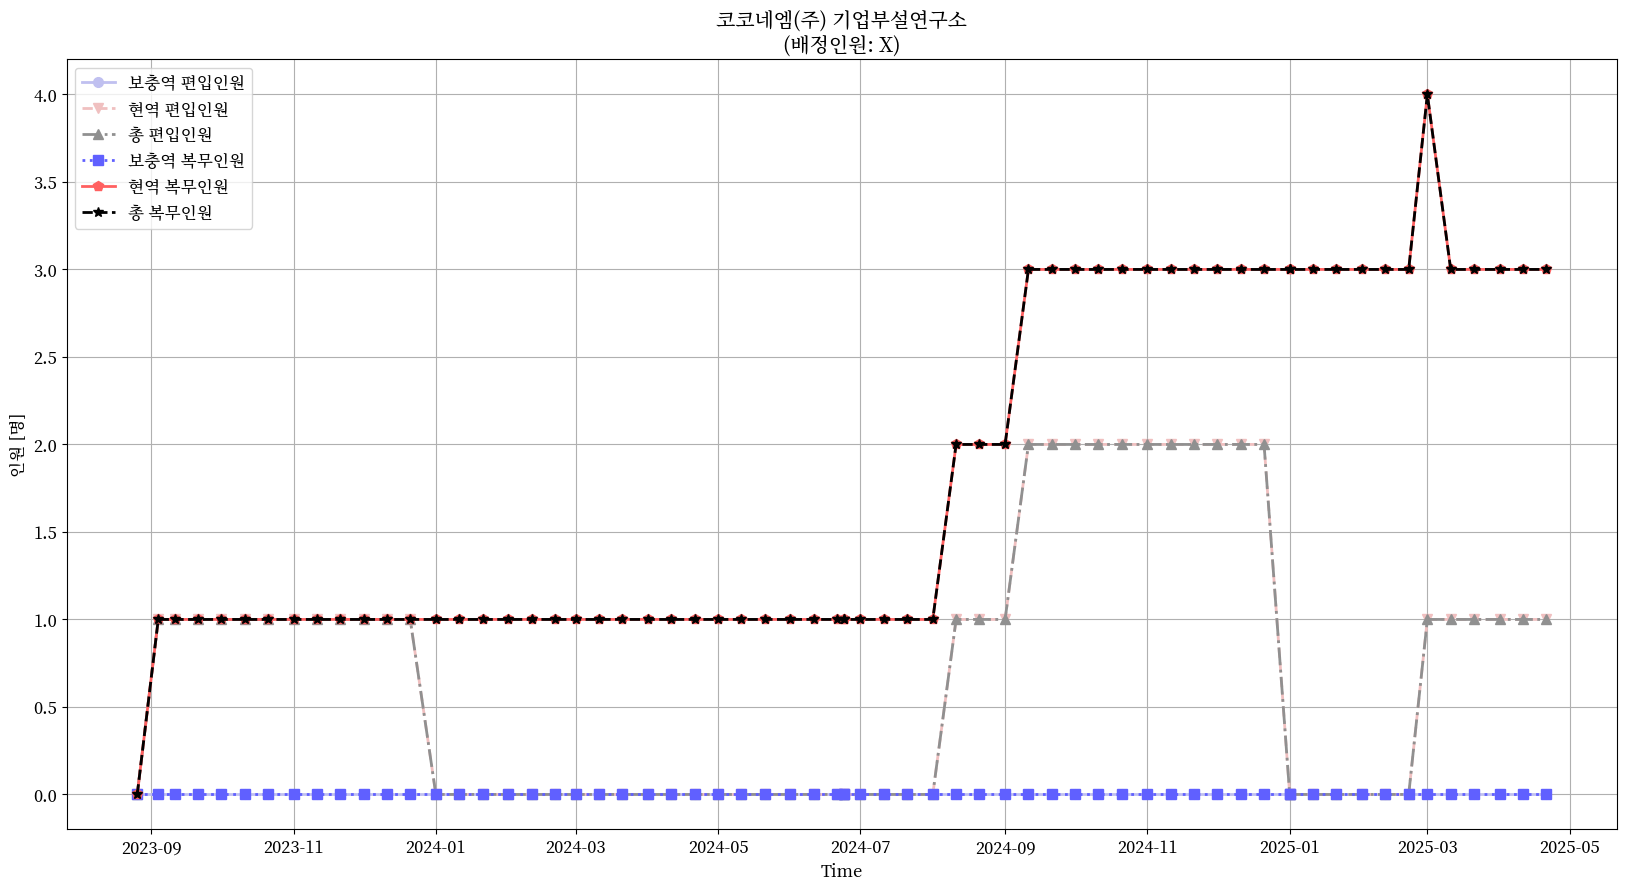 코코네엠(주) 기업부설연구소
(배정인원: X)
보충역 편입인원
현역 편입인원
총 편입인원
보충역 복무인원
현역 복무인원
총 복무인원
4.0
3.5
3.0
2.5
2.0
1.5
1.0
0.5
0.0
인원 [명]
2023-09
2023-11
2024-01
2024-03
2024-05
2024-07
2024-09
2024-11
2025-01
2025-03
2025-05
Time